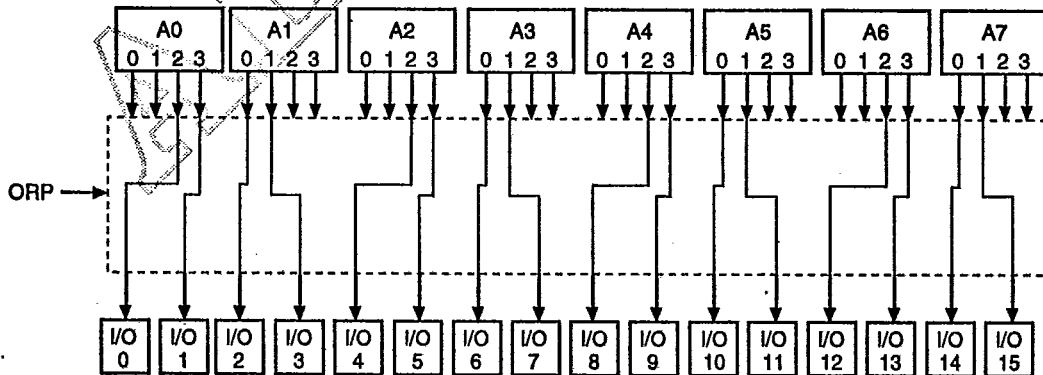 A0 A1 A2 A3 A4 A5 A6 A7
0 1 2 3 0 1 2 3 0 1 2 3 0 1 2 3 0 1 2 3 0 1 2 3 0 1 2 3 0 1 2 3
ORP
I/O I/O I/O I/O I/O I/O I/O I/O I/O I/O I/O I/O I/O I/O I/O I/O
0 1 2 3 4 5 6 7 8 9 10 11 12 13 14 15